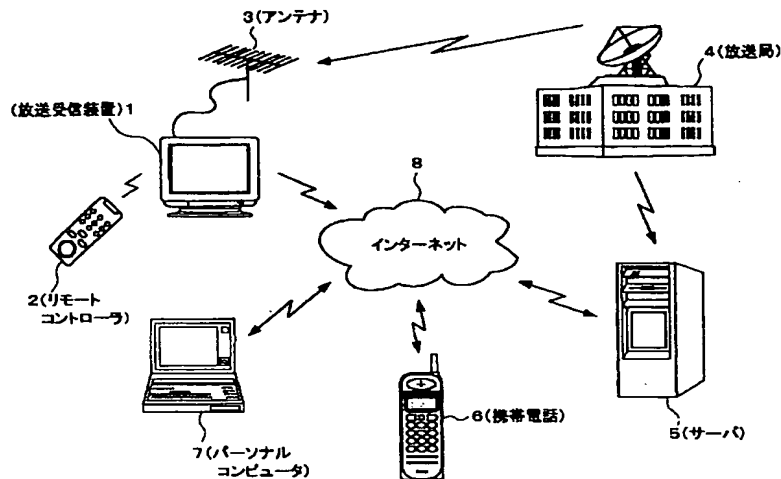 3(アンテナ)
4(放送局)
(放送受信装置)1
8
インターネット
2(リモート
コントローラ)
6(携帯電話)
5(サーバ)
7(パーソナル
コンピュータ)